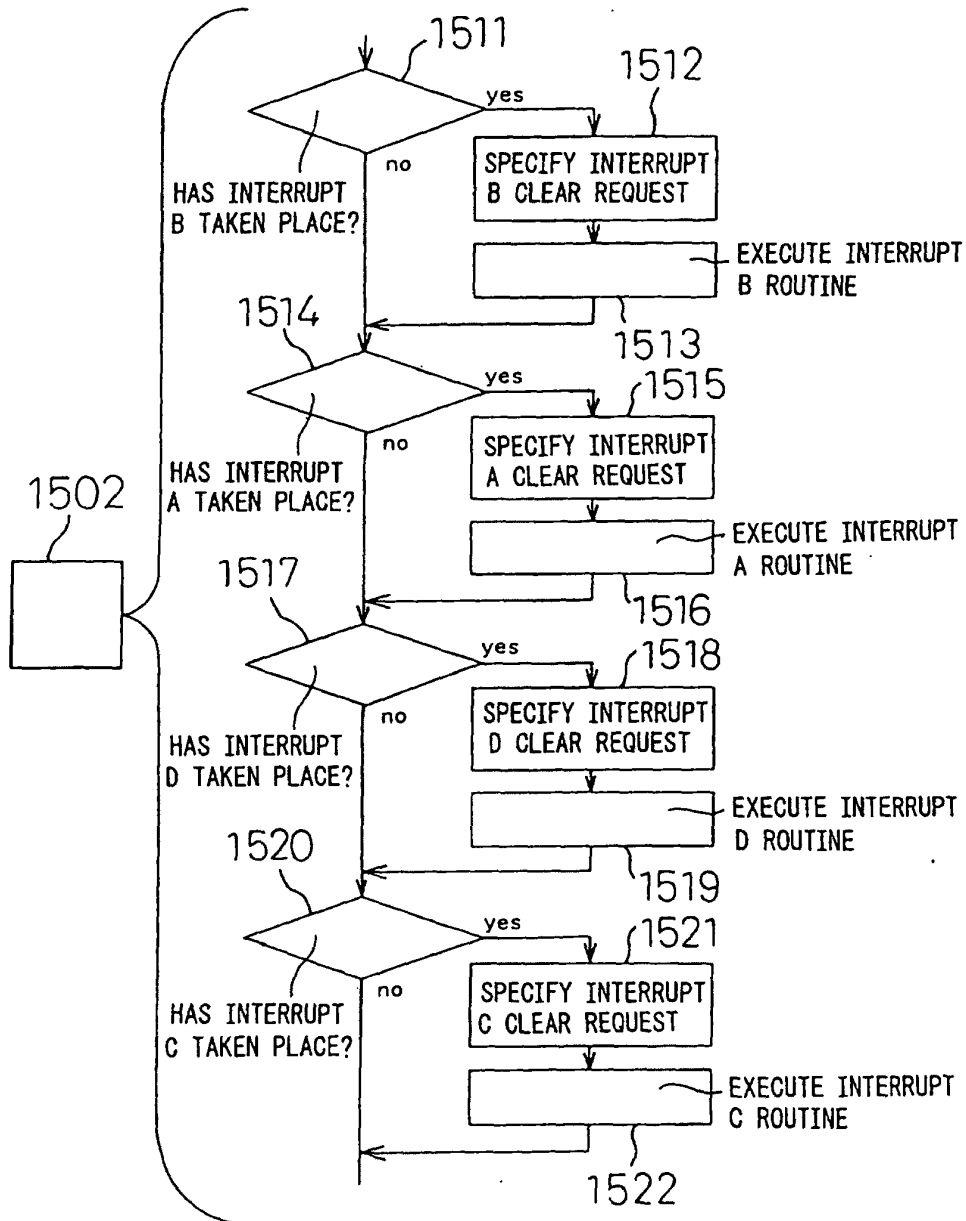 1511
1512
yes
SPECIFY INTERRUPT
B CLEAR REQUEST
no
HAS INTERRUPT
B TAKEN PLACE?
EXECUTE INTERRUPT
B ROUTINE
1513
1514
1515
yes
SPECIFY INTERRUPT
A CLEAR REQUEST
no
HAS INTERRUPT
A TAKEN PLACE?
1502
EXECUTE INTERRUPT
A ROUTINE
1516
1517
1518
yes
SPECIFY INTERRUPT
D CLEAR REQUEST
no
HAS INTERRUPT
D TAKEN PLACE?
EXECUTE INTERRUPT
D ROUTINE
1519
1520
1521
yes
SPECIFY INTERRUPT
C CLEAR REQUEST
no
HAS INTERRUPT
C TAKEN PLACE?
EXECUTE INTERRUPT
C ROUTINE
1522